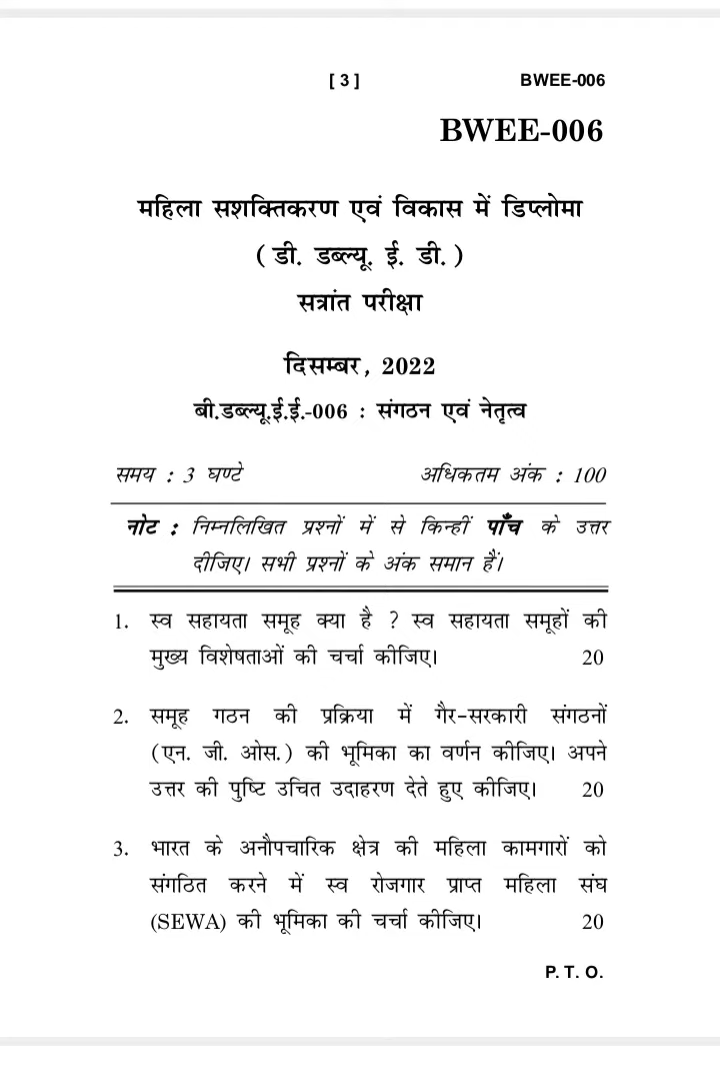 [ 3 ] BWEE-006
BWEE-006
महिला सशक्तिकरण एवं विकास में डिप्लोमा
( डी. डब्ल्यू. ई. डी. )
सत्रांत परीक्षा
दिसम्बर, 2022
बी.डब्ल्यू.ई.ई.-006 : संगठन एवं नेतृत्व
समय : 3 घण्टे अधिकतम अंक : 100
नोट : निम्नलिखित प्रश्नों में से किन्हीं पाँच के उत्तर
दीजिए। सभी प्रश्नों के अंक समान हैं।
1. स्व सहायता समूह क्या है ? स्व सहायता समूहों की
मुख्य विशेषताओं की चर्चा कीजिए। 20
2. समूह गठन की प्रक्रिया में गैर-सरकारी संगठनों
(एन. जी. ओस.) की भूमिका का वर्णन कीजिए। अपने
उत्तर की पुष्टि उचित उदाहरण देते हुए कीजिए। 20
3. भारत के अनौपचारिक क्षेत्र की महिला कामगारों को
संगठित करने में स्व रोजगार प्राप्त महिला संघ
(SEWA) की भूमिका की चर्चा कीजिए। 20
P. T. O.